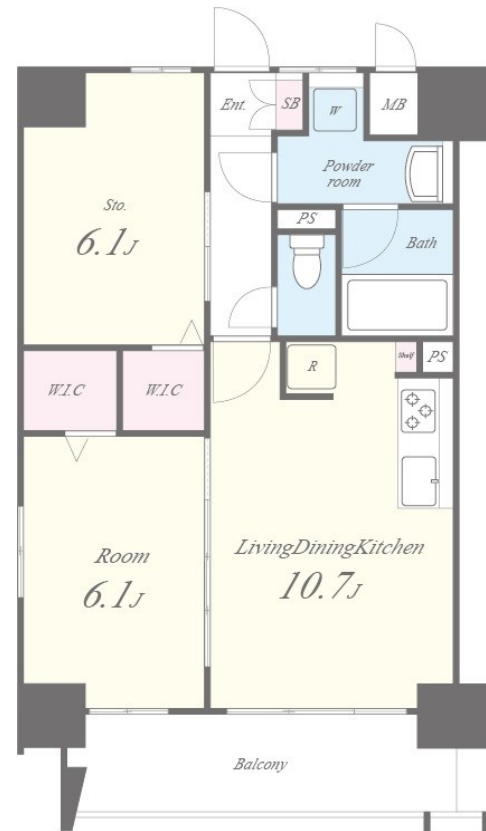 Ent.
SB
W
MB
Powder
room
Sto.
6.1J
PS
Bath
W.I.C
W.I.C
R
Shelf
PS
Room
6.1J
LivingDiningKitchen
10.7J
Balcony